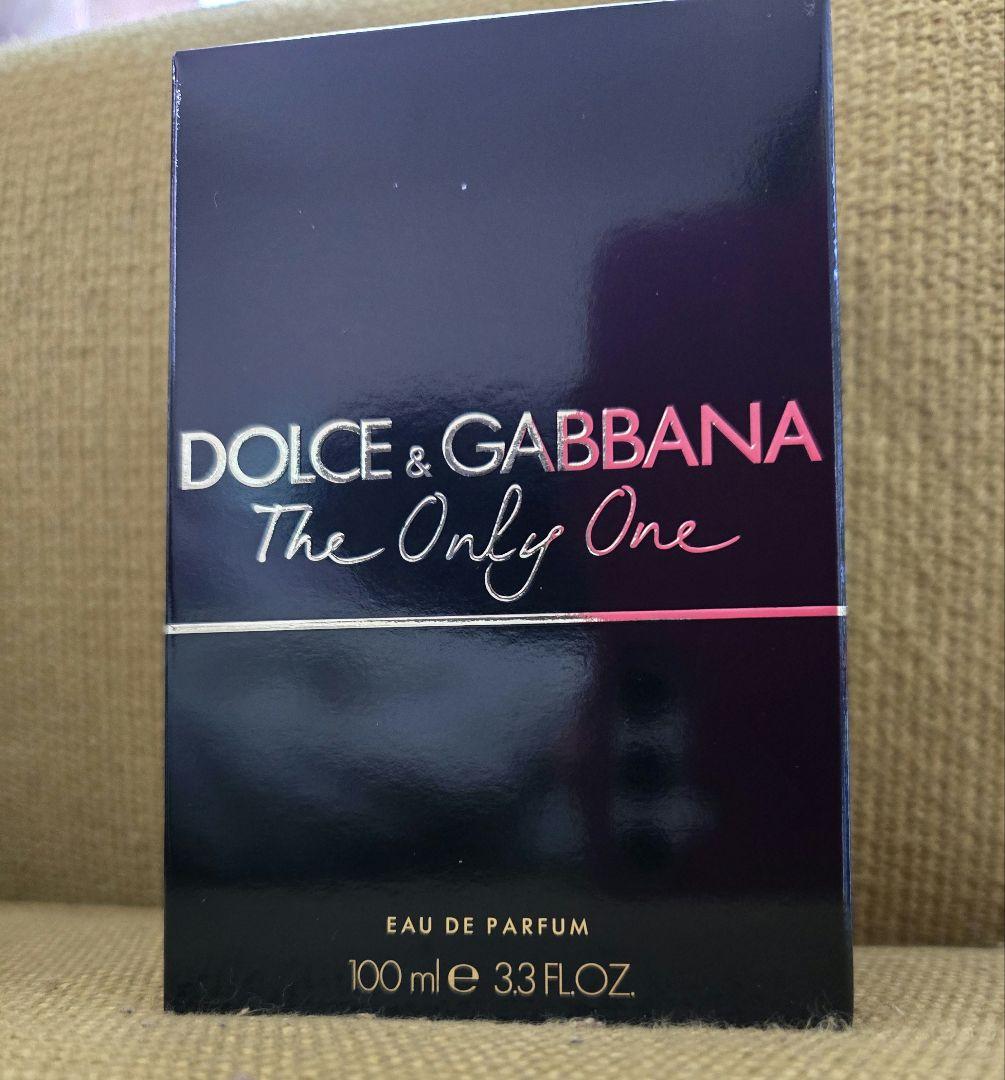 DOLCE & GABBANA
The Only One
EAU DE PARFUM
100 ml e 3.3 FL.OZ.